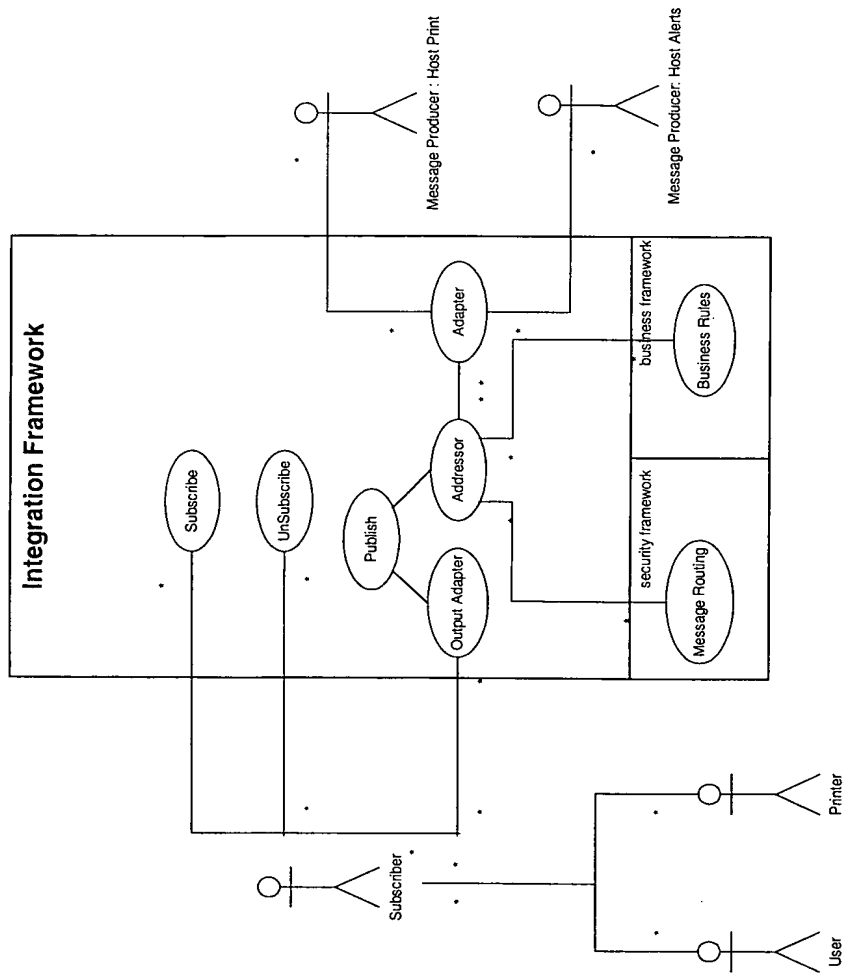 Integration Framework
Subscribe
UnSubscribe
Publish
Output Adapter
Addressor
Adapter
security framework
Message Routing
business framework
Business Rules
Message Producer : Host Print
Message Producer: Host Alerts
Subscriber
User
Printer